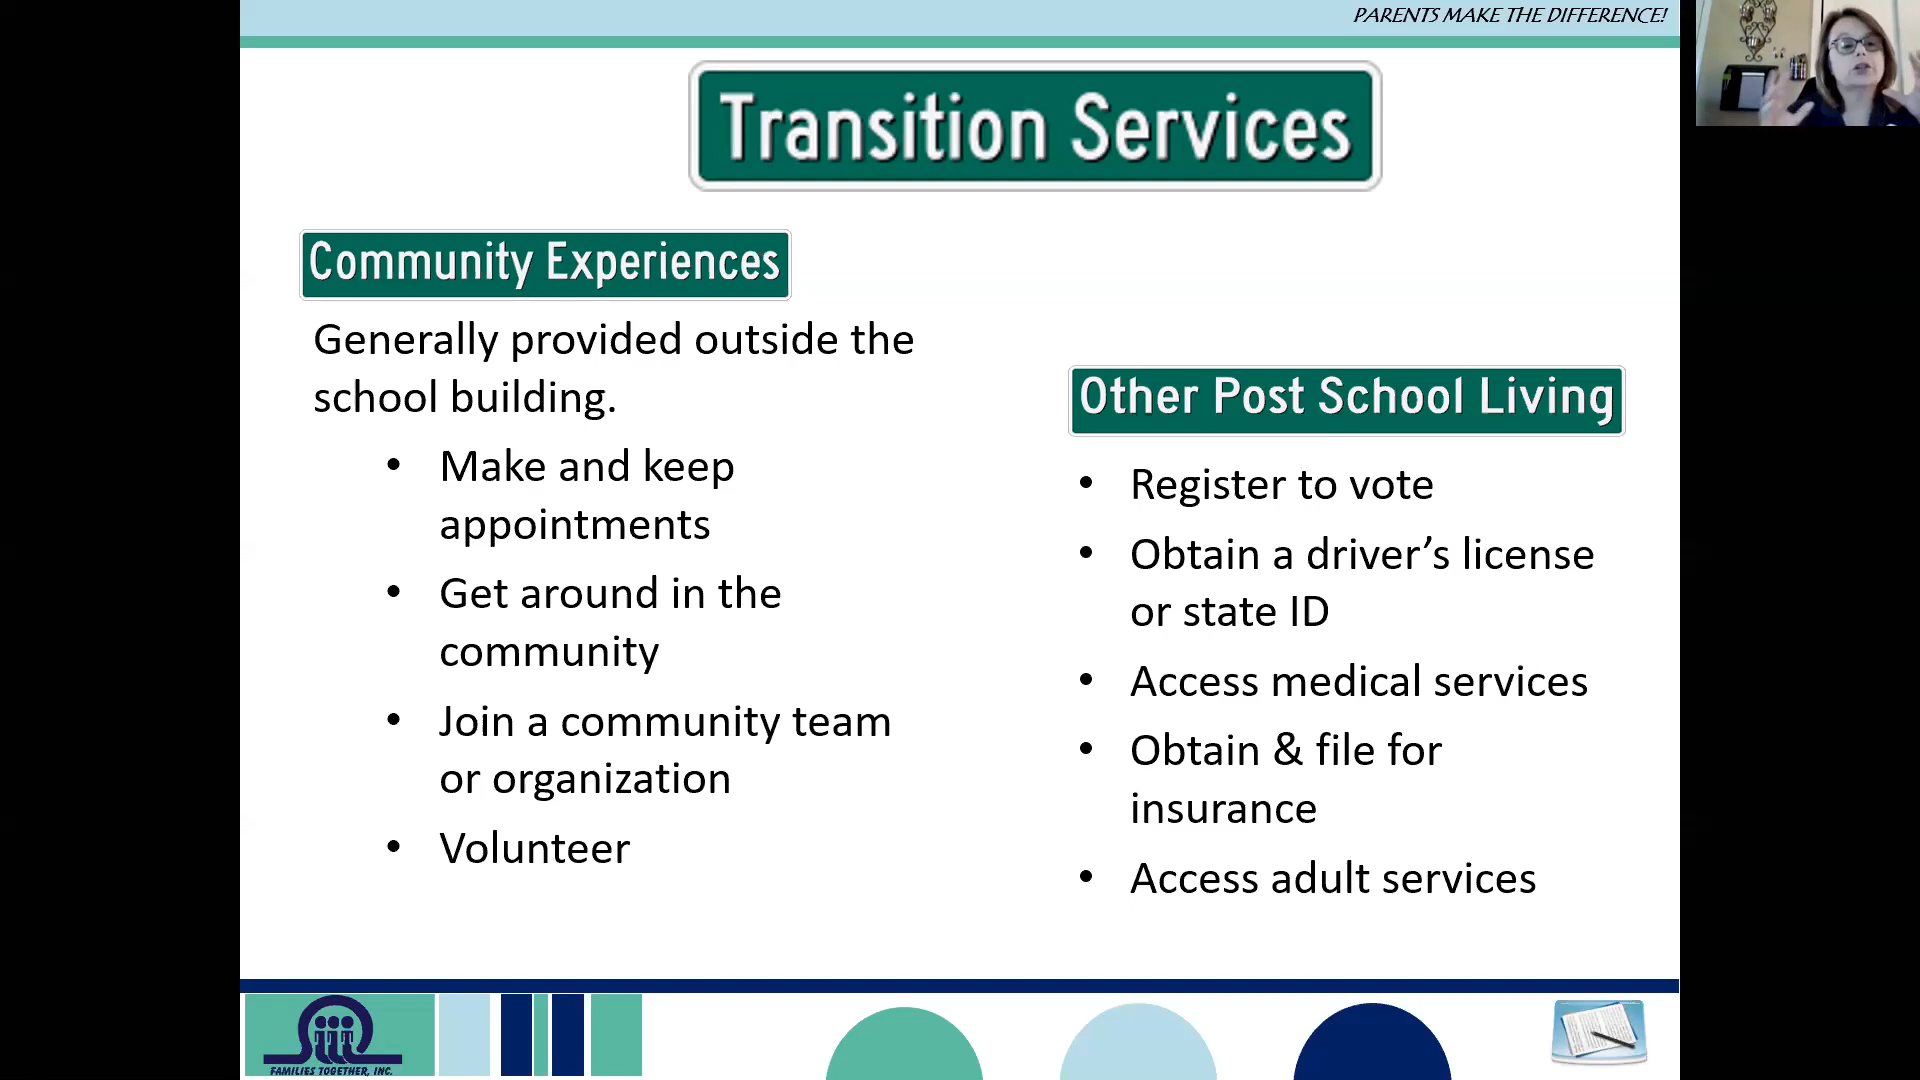 PARENTS MAKE THE DIFFERENCE!
Transition Services
Community Experiences
Generally provided outside the
school building.
• Make and keep
appointments
• Get around in the
community
• Join a community team
or organization
• Volunteer
Other Post School Living
• Register to vote
• Obtain a driver’s license
or state ID
• Access medical services
• Obtain & file for
insurance
• Access adult services
FAMILIES TOGETHER, INC.